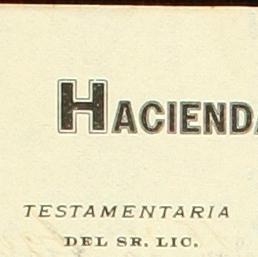 HACIENDA
TESTAMENTARIA
DEL SR. LIC.